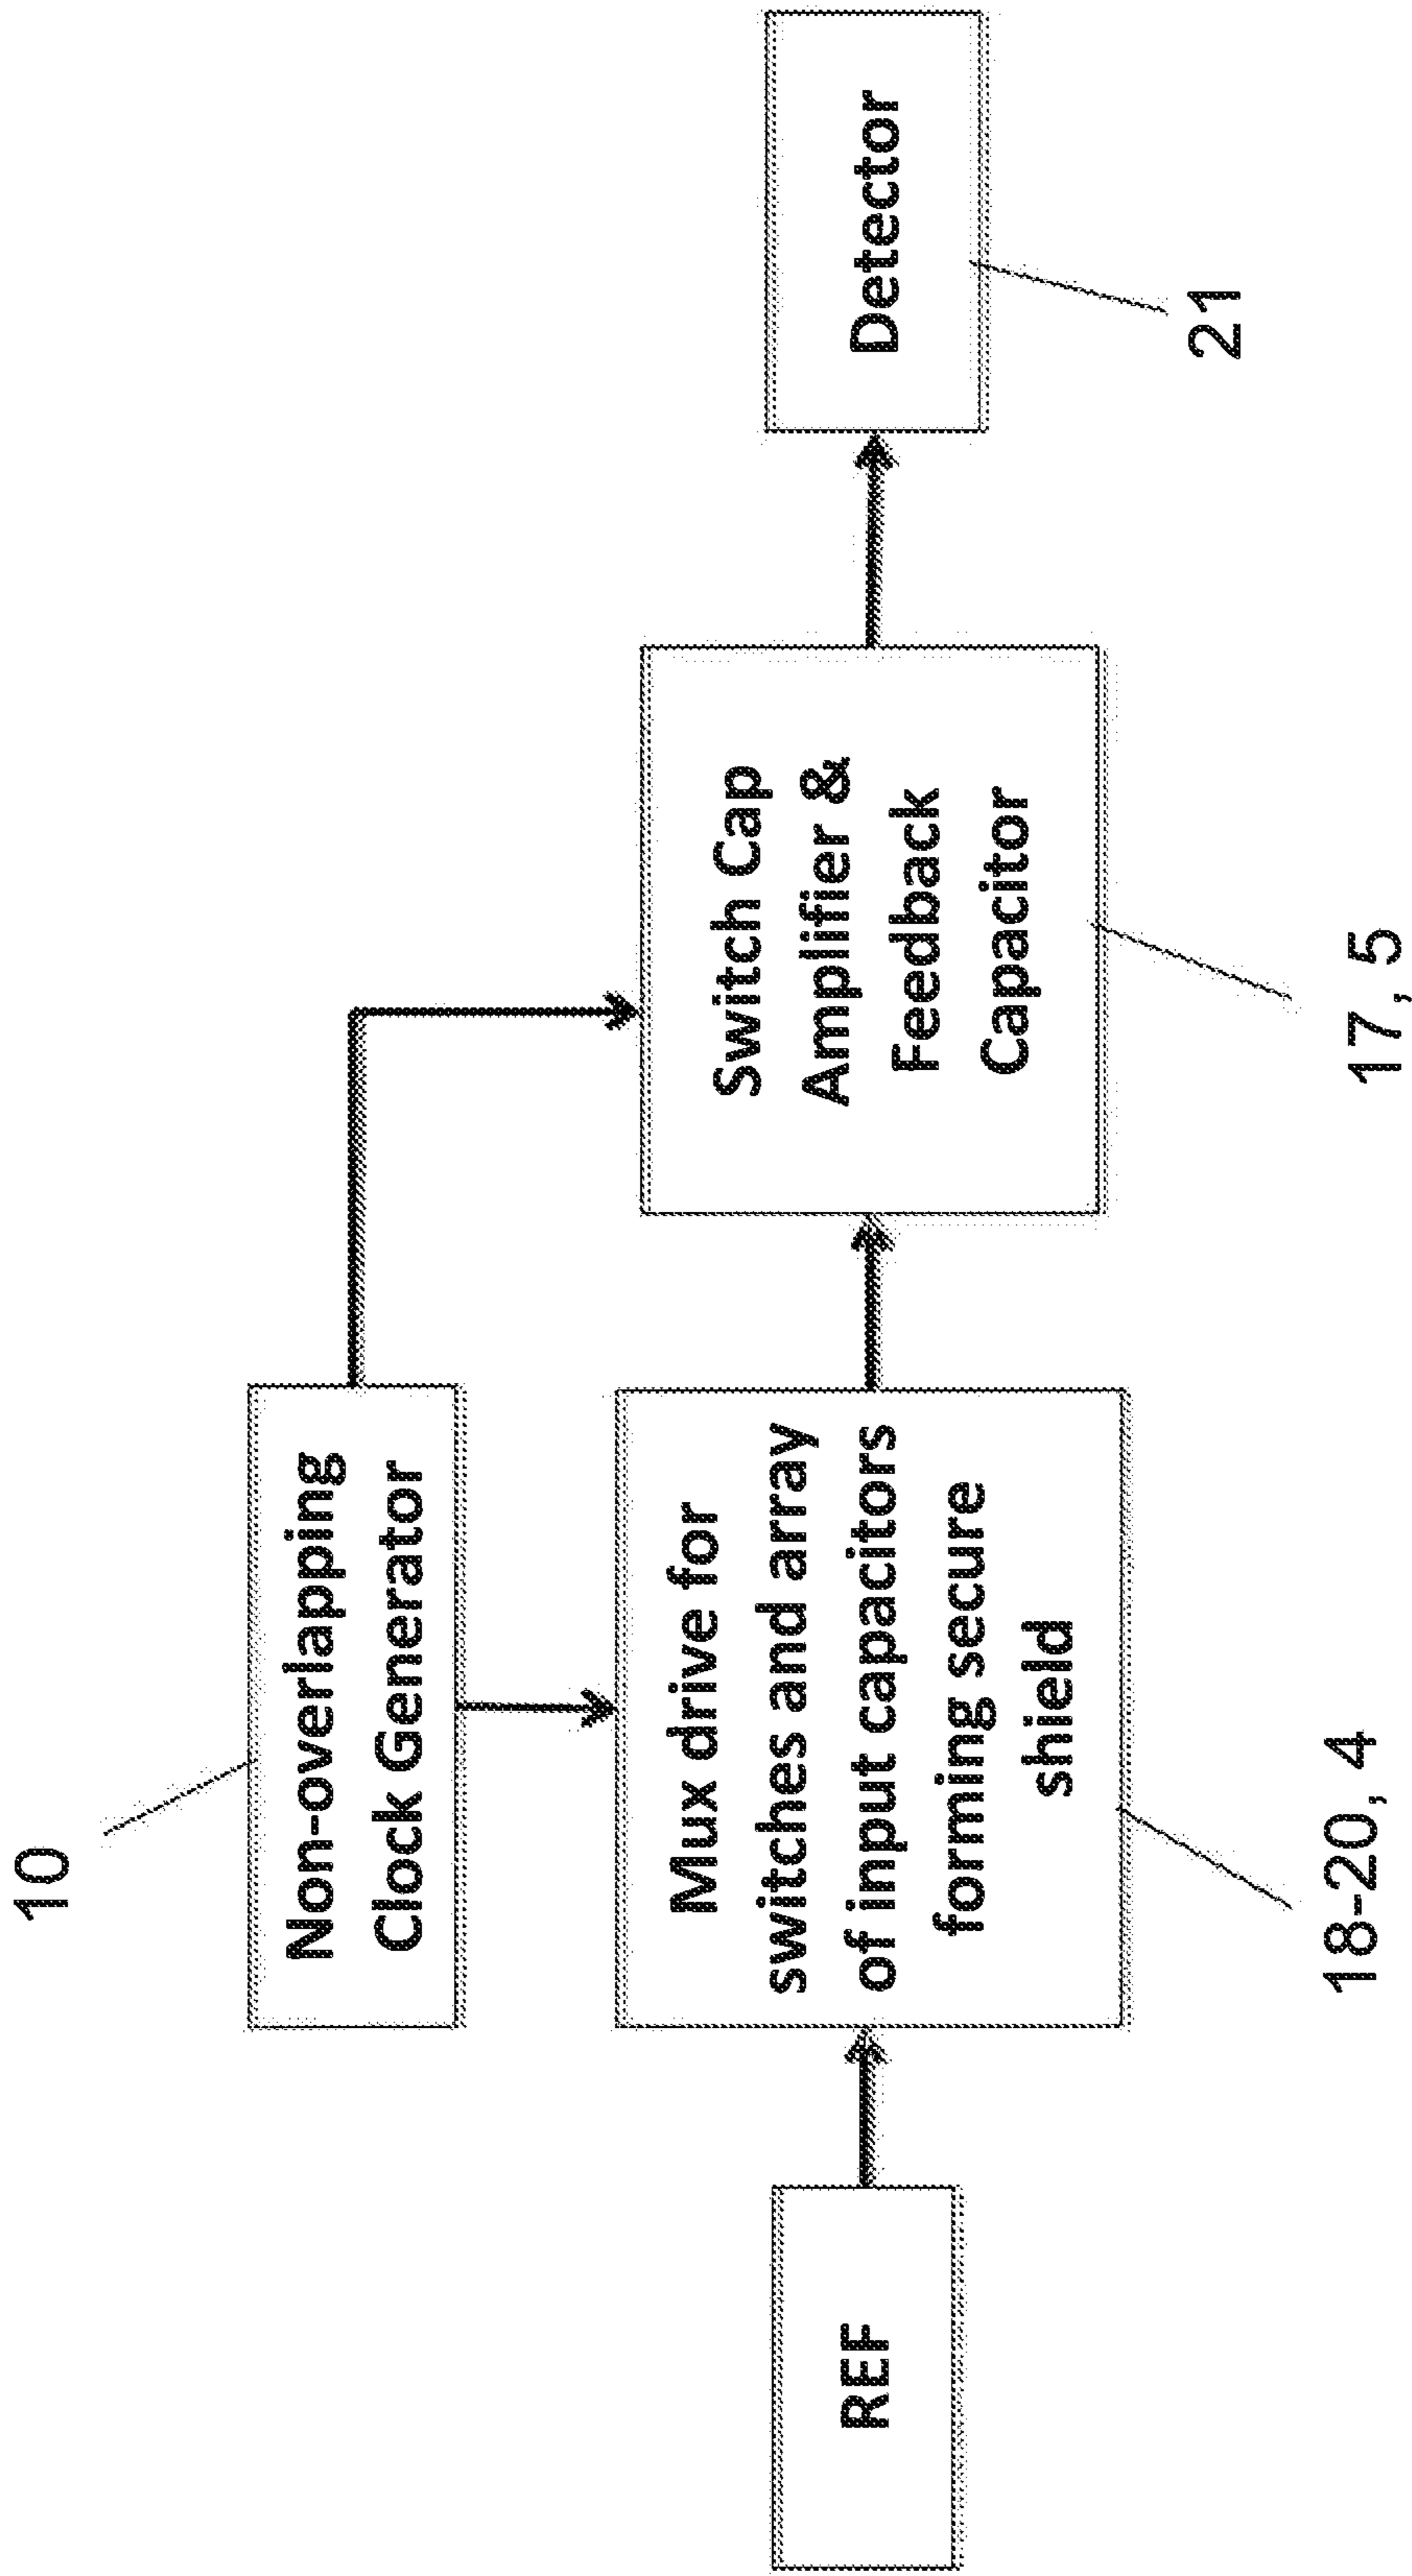 10
Non-overlapping
Clock Generator
REF
Mux drive for
switches and array
of input capacitors
forming secure
shield
18-20, 4
Switch Cap
Amplifier &
Feedback
Capacitor
17, 5
Detector
21